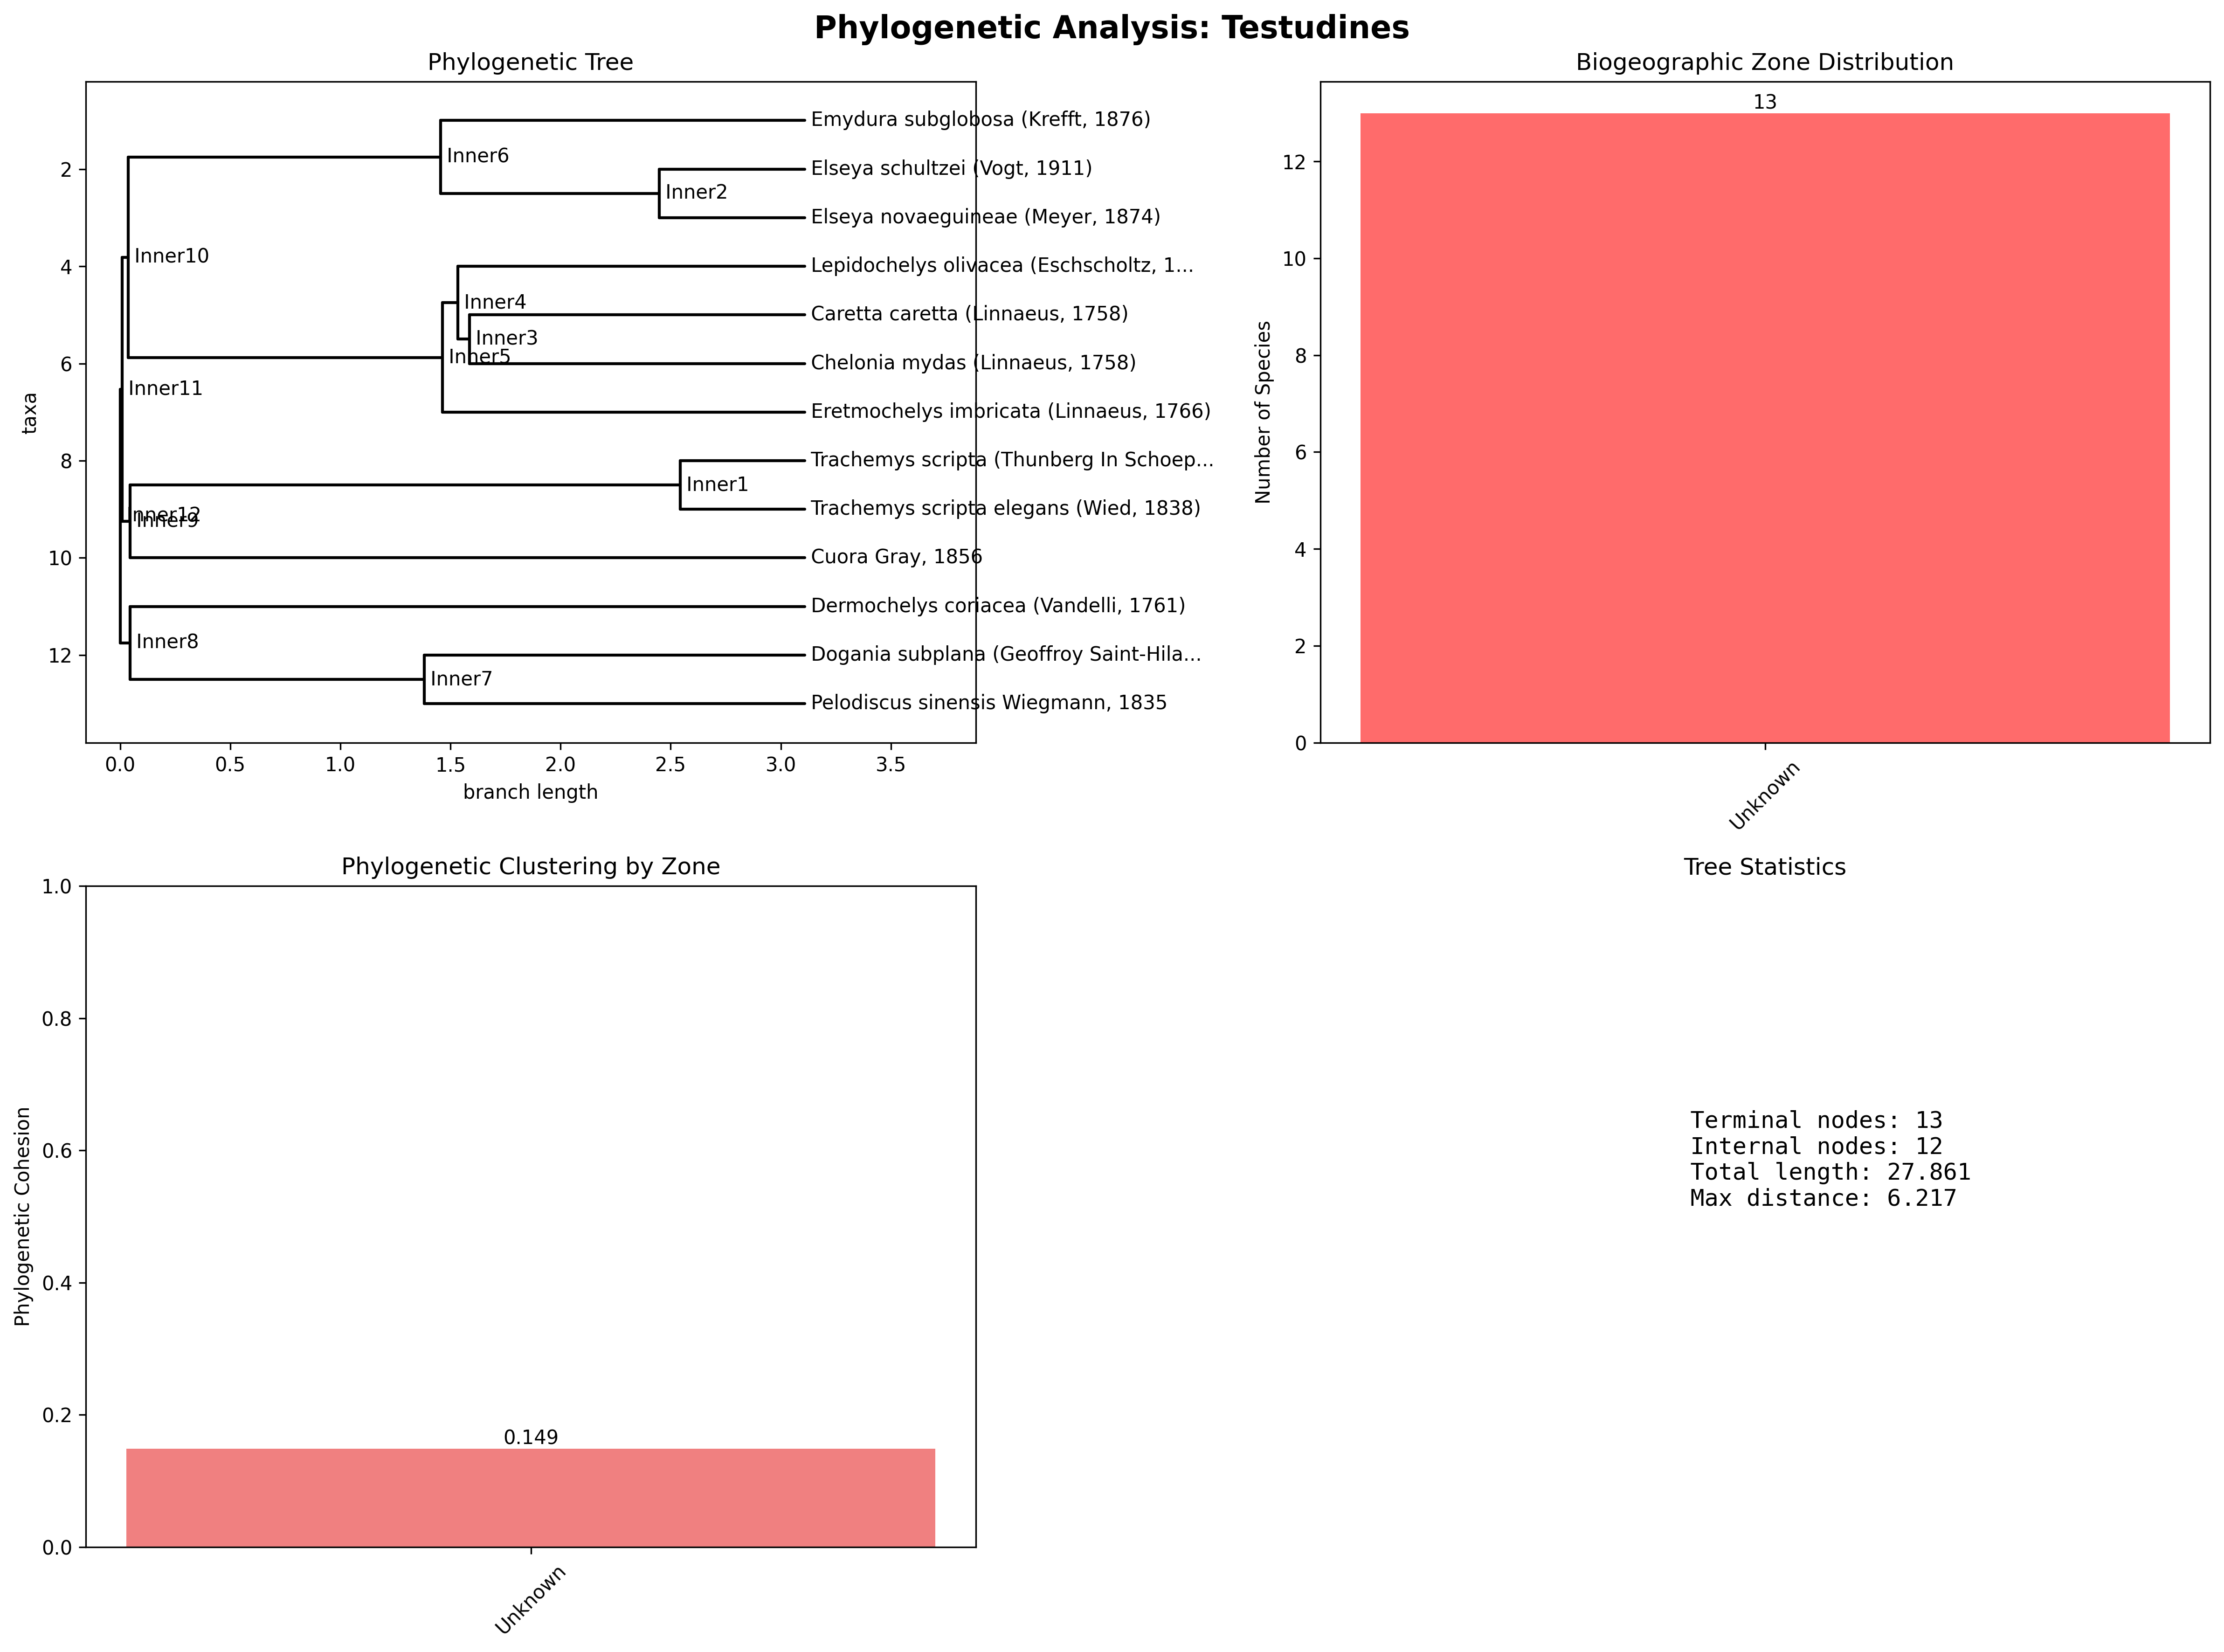 Phylogenetic Analysis: Testudines
Phylogenetic Tree
Emydura subglobosa (Krefft, 1876)
Inner6
2
Elseya schultzei (Vogt, 1911)
Inner2
Elseya novaeguineae (Meyer, 1874)
Inner10
4
Lepidochelys olivacea (Eschscholtz, 1...
Inner4
Caretta caretta (Linnaeus, 1758)
Inner3
Inner5
6
Chelonia mydas (Linnaeus, 1758)
Inner11
taxa
Eretmochelys imbricata (Linnaeus, 1766)
8
Trachemys scripta (Thunberg In Schoep...
Inner1
Trachemys scripta elegans (Wied, 1838)
Inner12
Inner9
10
Cuora Gray, 1856
Dermochelys coriacea (Vandelli, 1761)
Inner8
12
Dogania subplana (Geoffroy Saint-Hila...
Inner7
Pelodiscus sinensis Wiegmann, 1835
0.0 0.5 1.0 1.5 2.0 2.5 3.0 3.5
branch length
Biogeographic Zone Distribution
13
12
10
8
6
4
2
0
Number of Species
Unknown
Phylogenetic Clustering by Zone
1.0
0.8
0.6
0.4
0.2
0.0
Phylogenetic Cohesion
0.149
Unknown
Tree Statistics
Terminal nodes: 13
Internal nodes: 12
Total length: 27.861
Max distance: 6.217